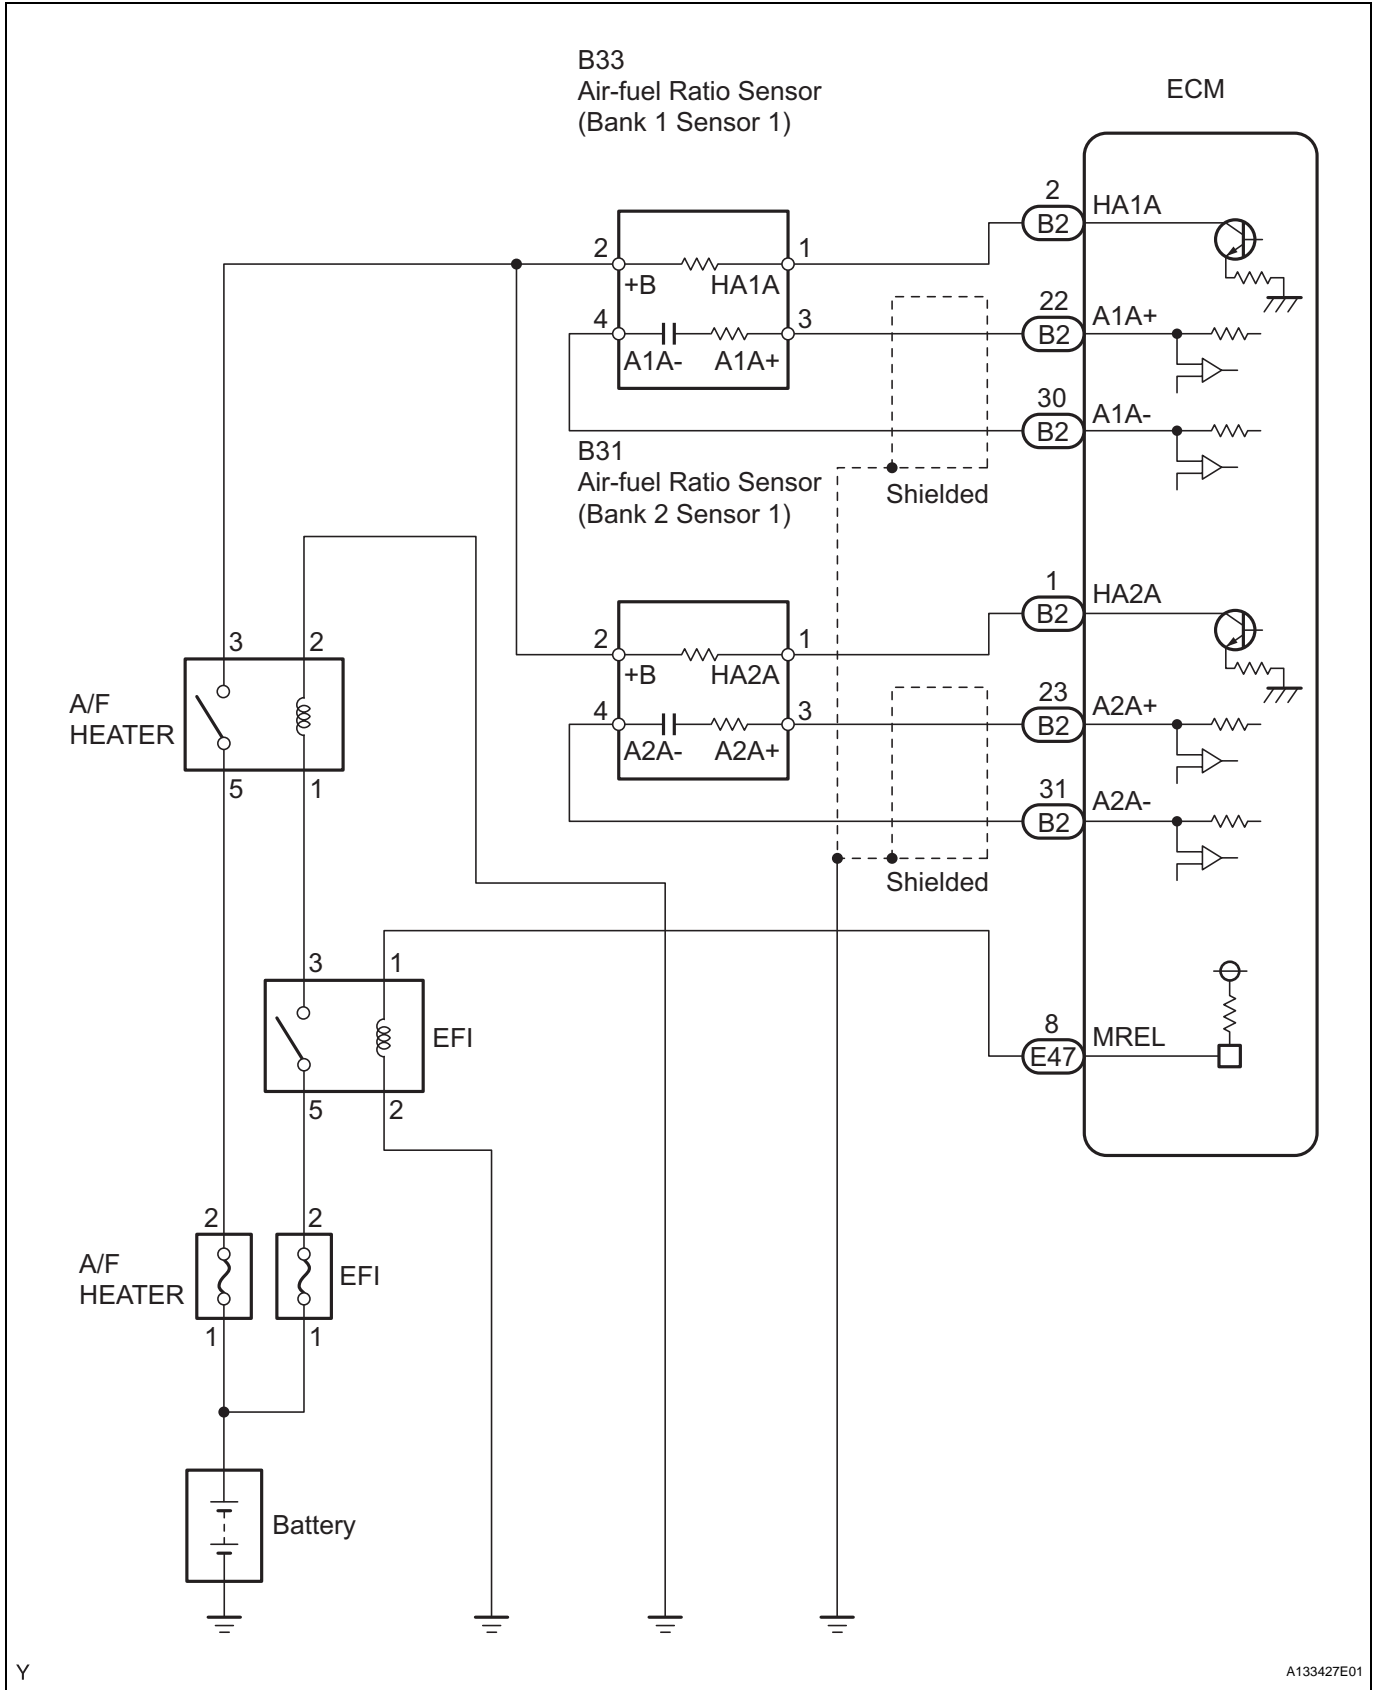 B33
Air-fuel Ratio Sensor
(Bank 1 Sensor 1)
ECM
2
B2
HA1A
2
1
+B
HA1A
22
B2
A1A+
4
3
A1A-
A1A+
30
B2
A1A-
B31
Air-fuel Ratio Sensor
(Bank 2 Sensor 1)
Shielded
1
B2
HA2A
2
1
+B
HA2A
3
2
A/F
HEATER
5
1
23
B2
A2A+
4
3
A2A-
A2A+
31
B2
A2A-
Shielded
3
1
EFI
5
2
8
E47
MREL
2
2
A/F
HEATER
EFI
1
1
Battery
Y
A133427E01